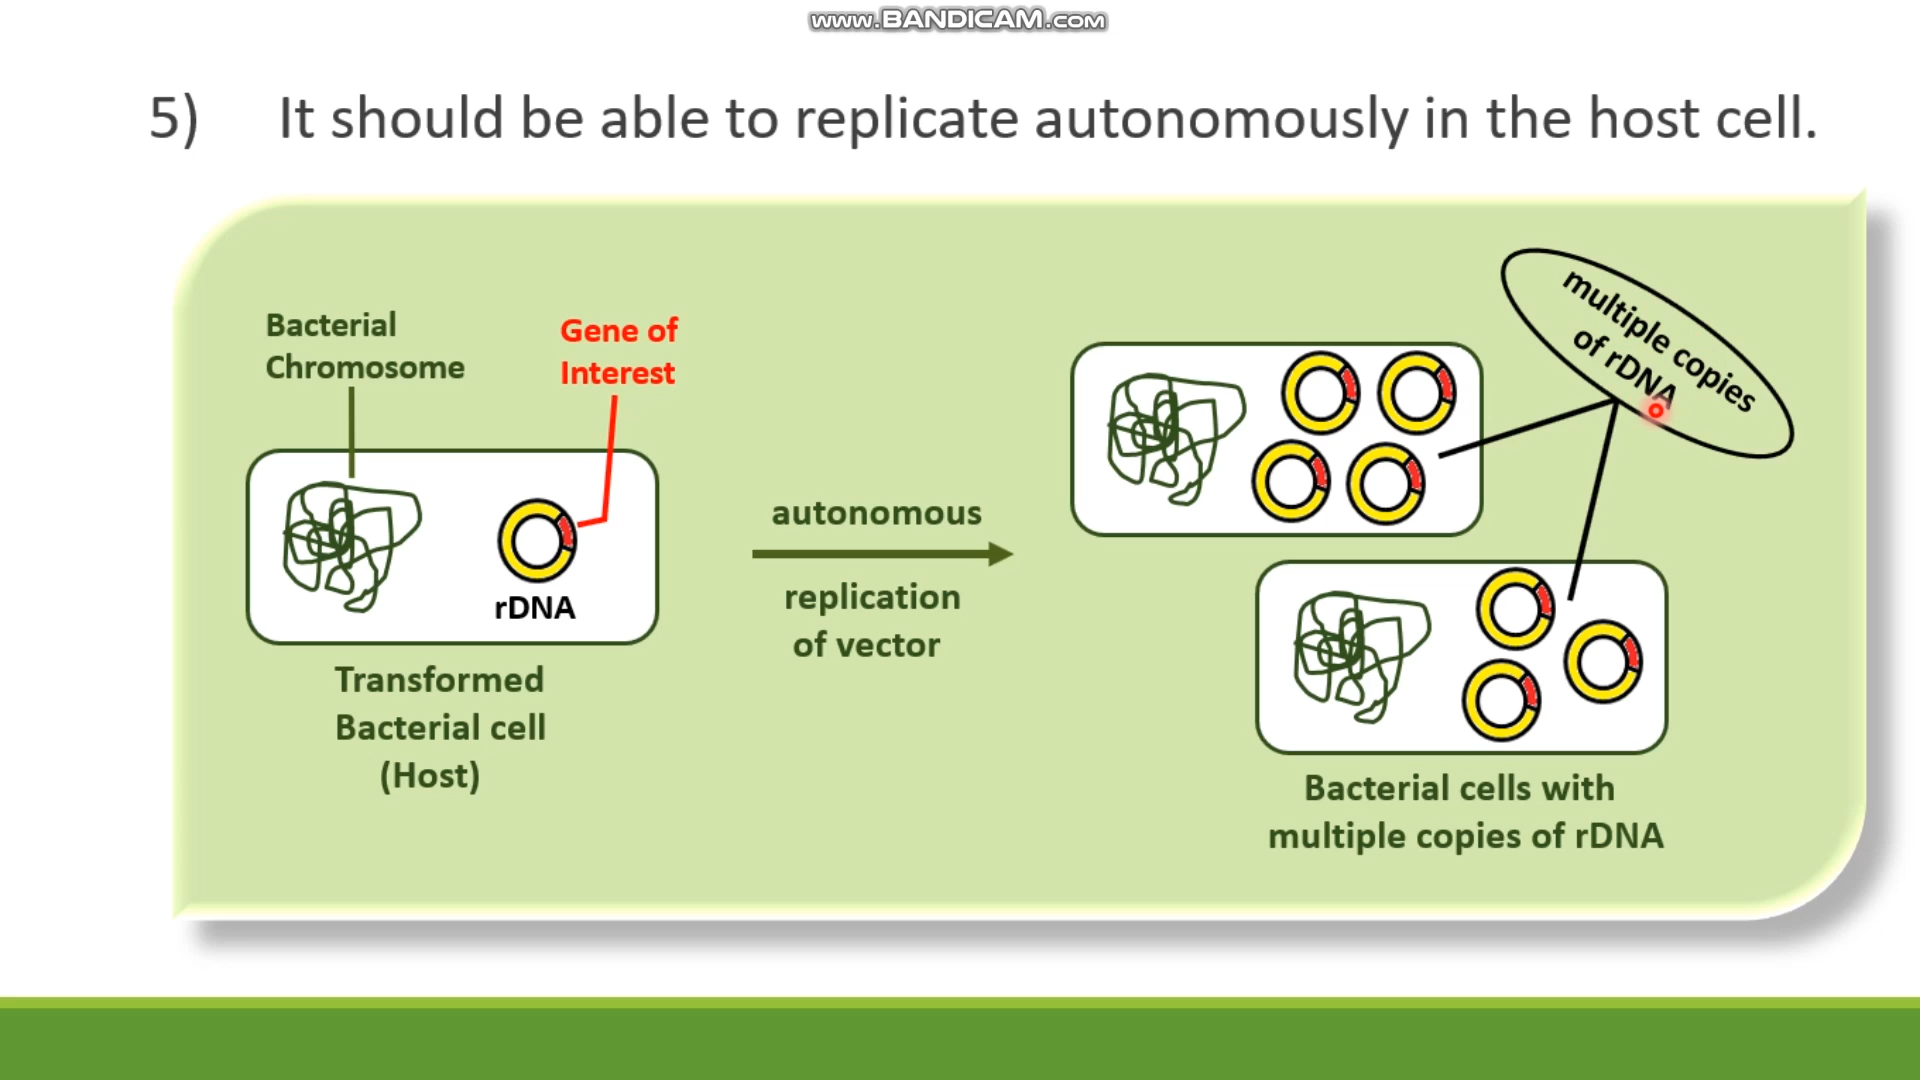 www.BANDICAM.com
5) It should be able to replicate autonomously in the host cell.
Bacterial
Chromosome
Gene of
Interest
rDNA
Transformed
Bacterial cell
(Host)
autonomous
replication
of vector
multiple copies
of rDNA
Bacterial cells with
multiple copies of rDNA